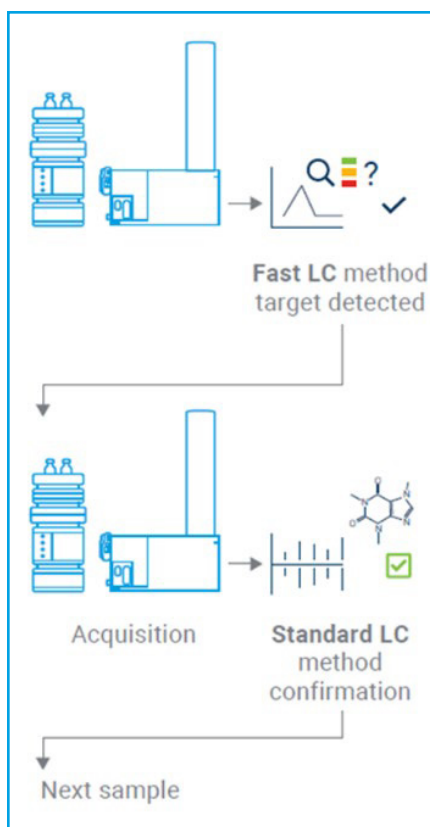 ?
Fast LC method
target detected
O
N
N
O
N
N
Acquisition
Standard LC
method
confirmation
Next sample